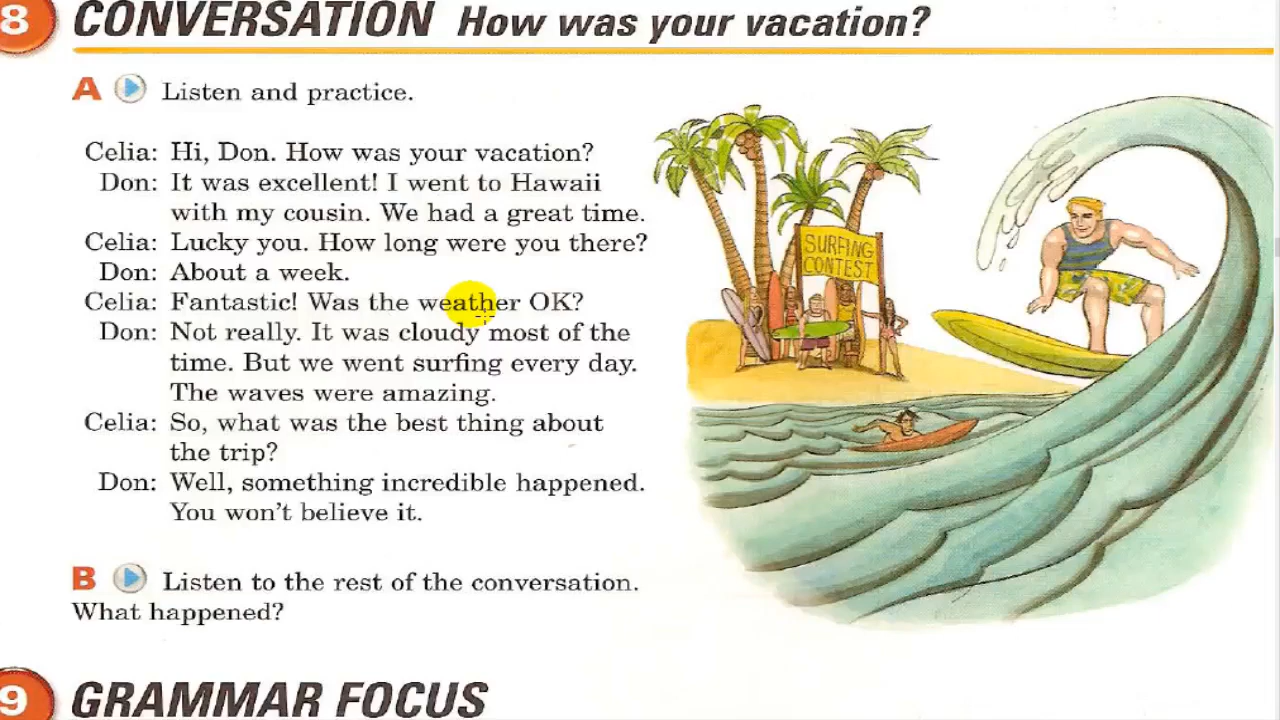 8 CONVERSATION How was your vacation?
A Listen and practice.
Celia: Hi, Don. How was your vacation?
Don: It was excellent! I went to Hawaii
with my cousin. We had a great time.
Celia: Lucky you. How long were you there?
Don: About a week.
Celia: Fantastic! Was the weather OK?
Don: Not really. It was cloudy most of the
time. But we went surfing every day.
The waves were amazing.
Celia: So, what was the best thing about
the trip?
Don: Well, something incredible happened.
You won't believe it.
SURFING
CONTEST
B Listen to the rest of the conversation.
What happened?
9 GRAMMAR FOCUS